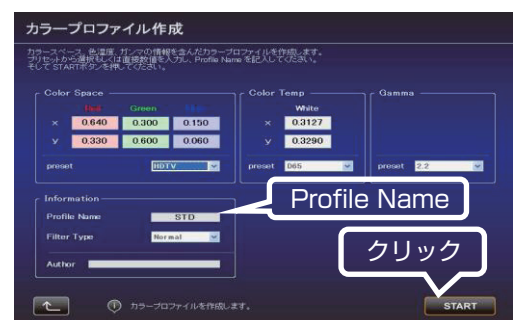 カラープロファイル作成
カラースペース、色温度、ガンマの情報を含んだカラープロファイルを作成します。
プリセットから選択もしくは直接数値を入力し、Profile Name を記入してください。
そして STARTボタンを押してください。
Color Space
Red Green Blue
x 0.640 0.300 0.150
y 0.330 0.600 0.060
preset HDTV
Color Temp
White
x 0.3127
y 0.3290
preset D65
Gamma
preset 2.2
Information
Profile Name STD
Filter Type Normal
Author
Profile Name
クリック
カラープロファイルを作成します。
START